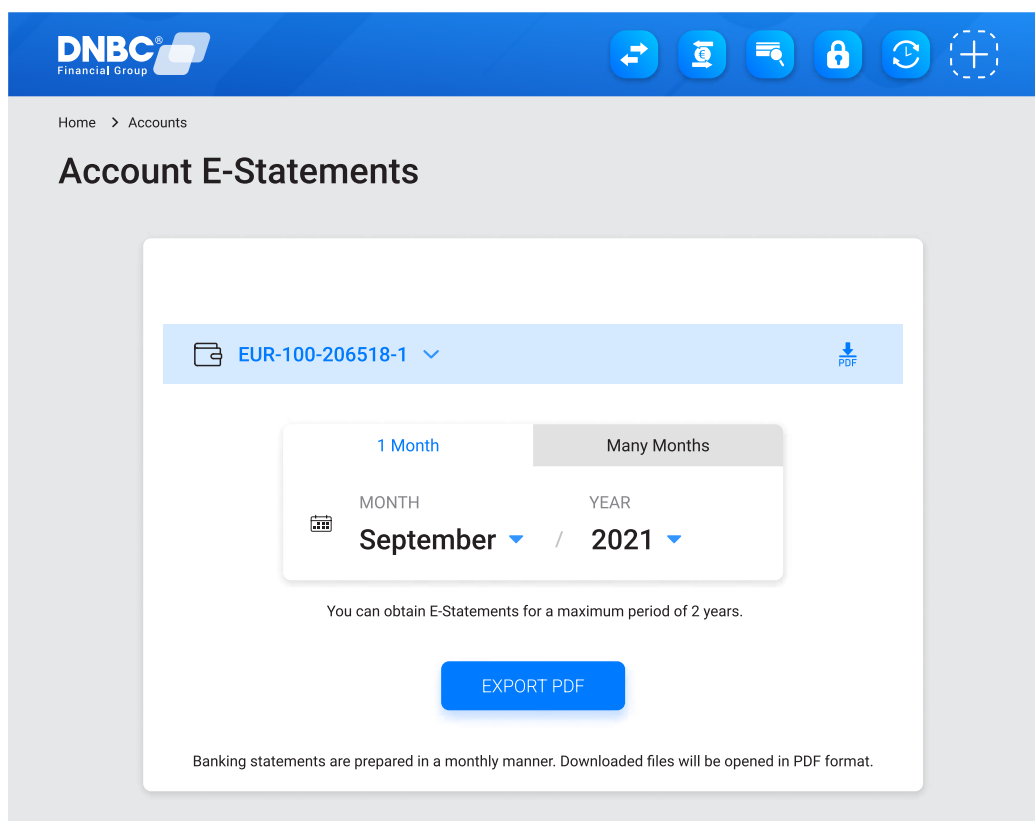 DNBC®
Financial Group
Home > Accounts
Account E-Statements
EUR-100-206518-1
PDF
1 Month
Many Months
MONTH
YEAR
September / 2021
You can obtain E-Statements for a maximum period of 2 years.
EXPORT PDF
Banking statements are prepared in a monthly manner. Downloaded files will be opened in PDF format.